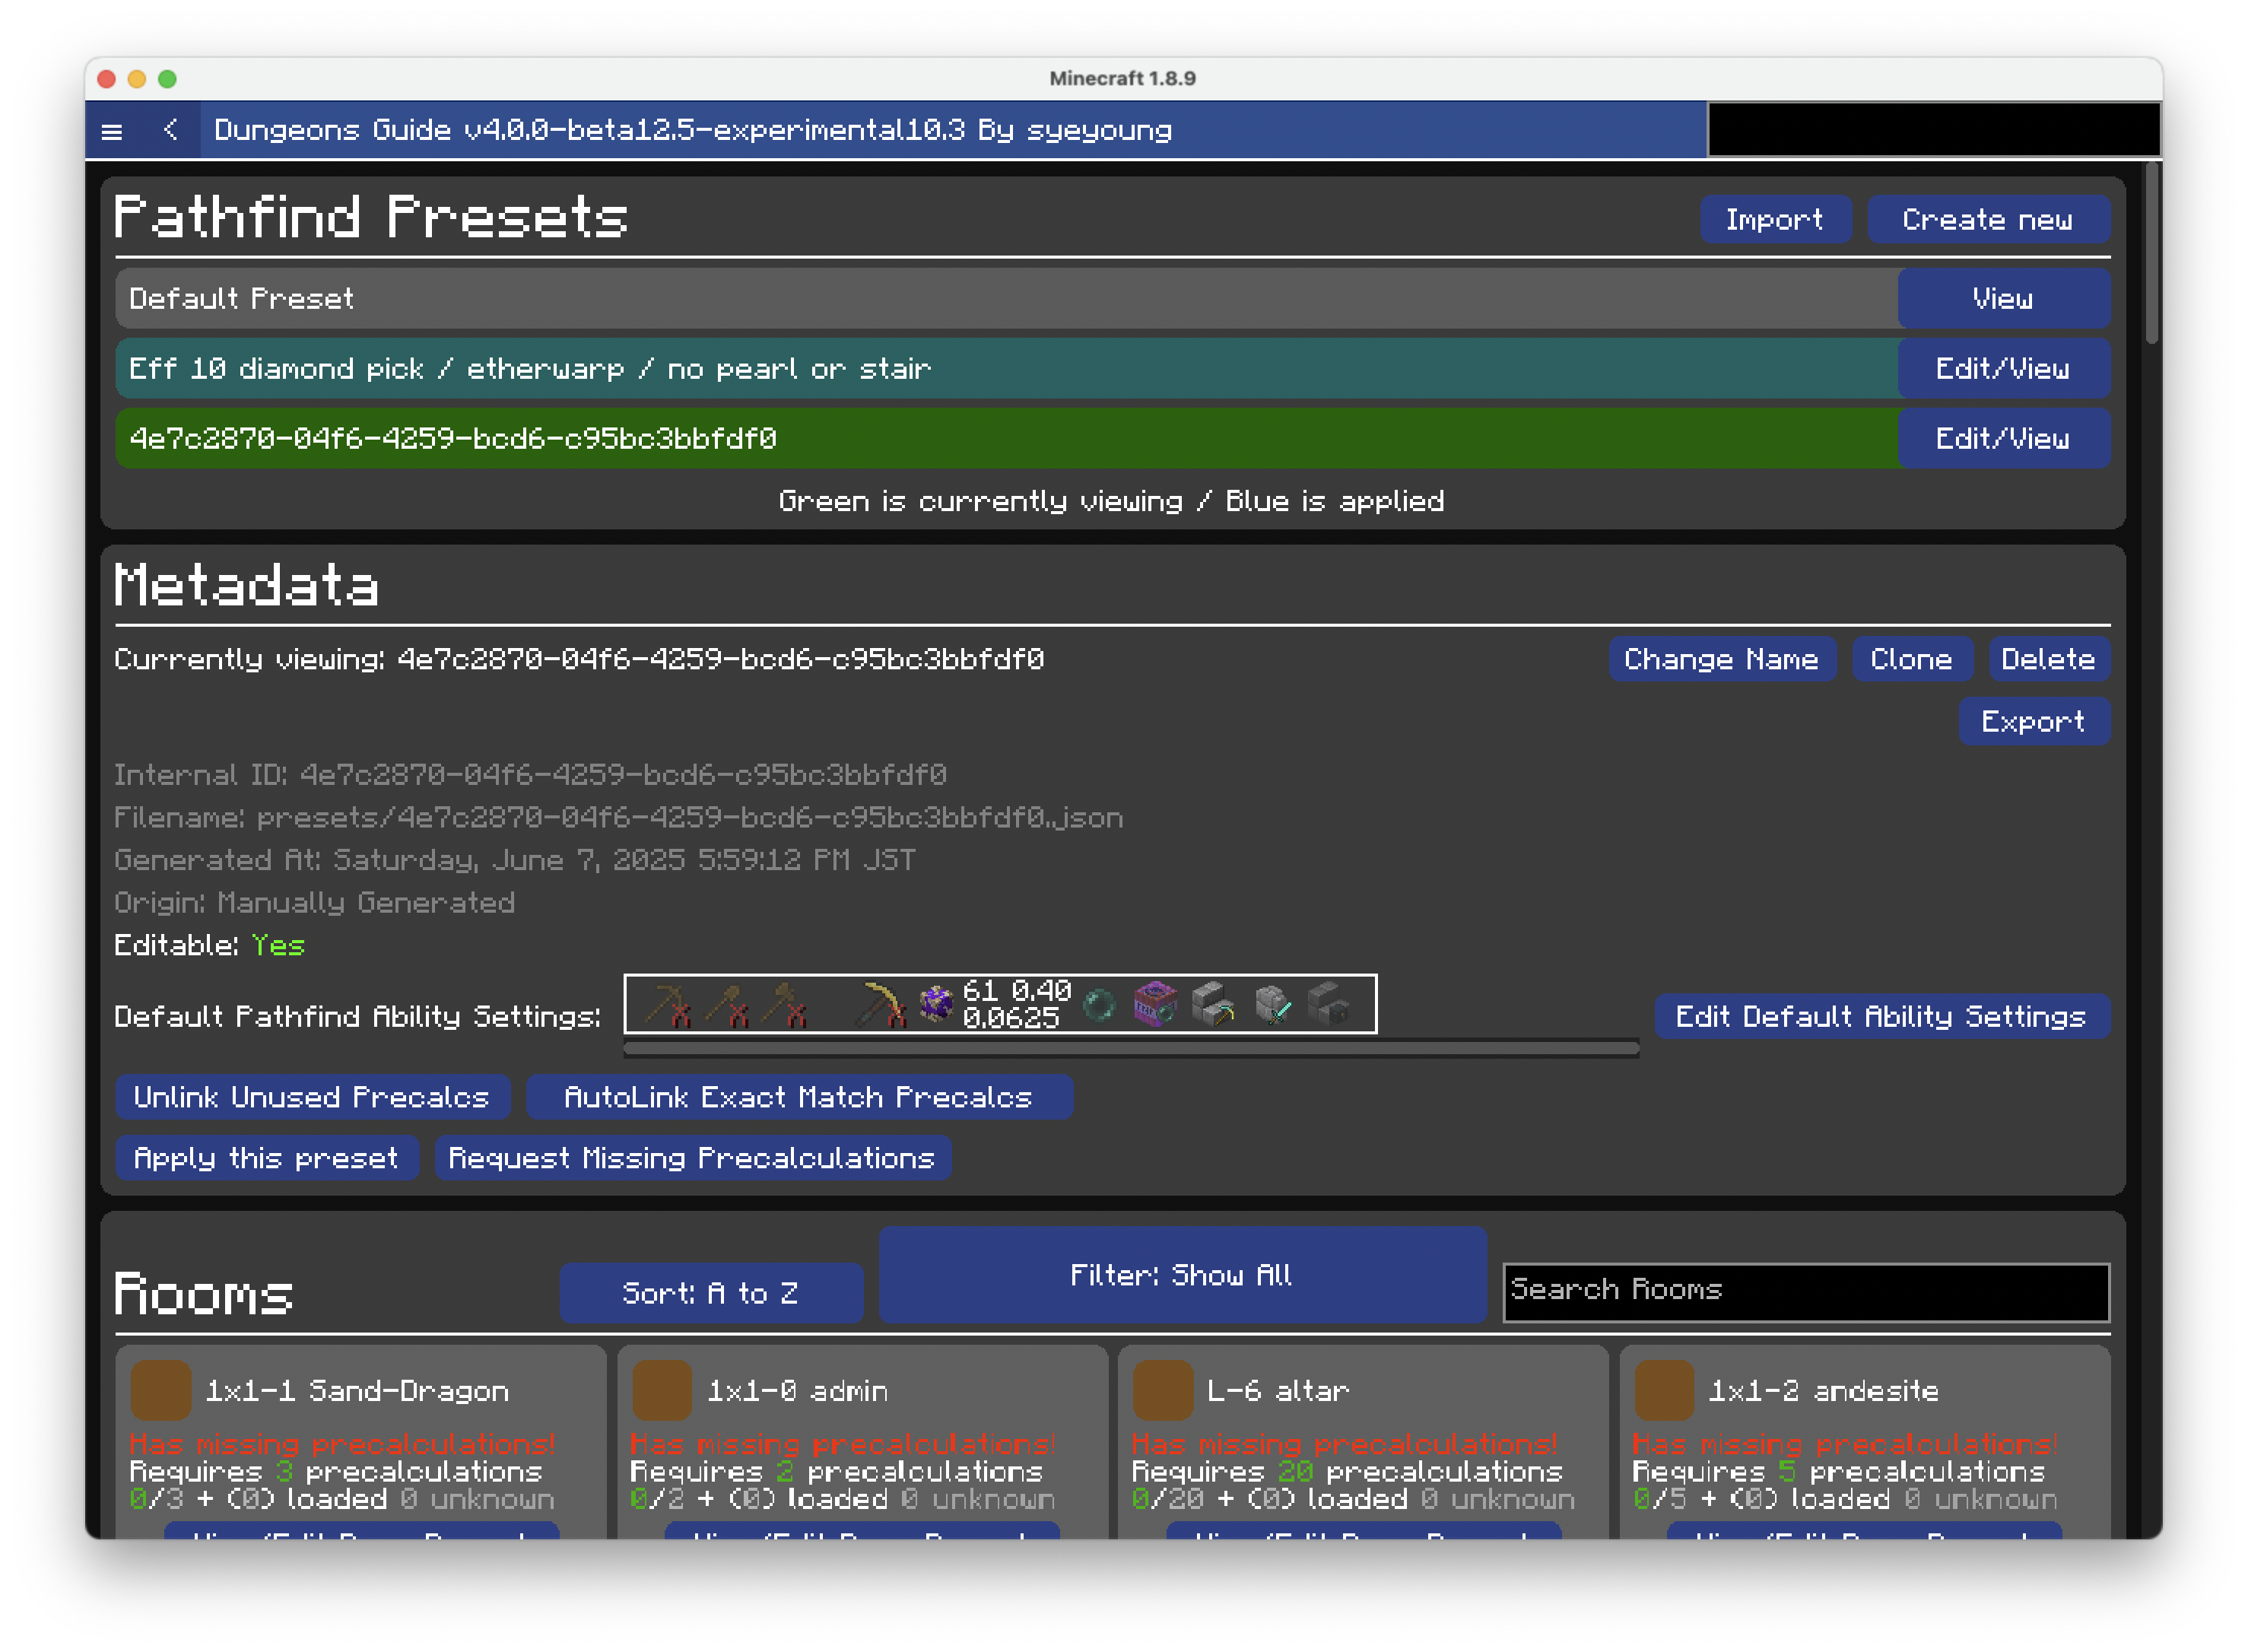 Minecraft 1.8.9
Dungeons Guide v4.0.0-beta12.5-experimental10.3 By syeyoung
Pathfind Presets
Import
Create new
Default Preset
View
Eff 10 diamond pick / etherwarp / no pearl or stair
Edit/View
4e7c2870-04f6-4259-bcd6-c95bc3bbfdf0
Edit/View
Green is currently viewing / Blue is applied
Metadata
Currently viewing: 4e7c2870-04f6-4259-bcd6-c95bc3bbfdf0
Change Name
Clone
Delete
Export
Internal ID: 4e7c2870-04f6-4259-bcd6-c95bc3bbfdf0
Filename: presets/4e7c2870-04f6-4259-bcd6-c95bc3bbfdf0.json
Generated At: Saturday, June 7, 2025 5:59:12 PM JST
Origin: Manually Generated
Editable: Yes
Default Pathfind Ability Settings:
61 0.40
0.0625
Edit Default Ability Settings
Unlink Unused Precalcs
AutoLink Exact Match Precalcs
Apply this preset
Request Missing Precalculations
Rooms
Sort: A to Z
Filter: Show All
Search Rooms
1x1-1 Sand-Dragon
Has missing precalculations!
Requires 3 precalculations
0/3 + (0) loaded 0 unknown
1x1-0 admin
Has missing precalculations!
Requires 2 precalculations
0/2 + (0) loaded 0 unknown
L-6 altar
Has missing precalculations!
Requires 20 precalculations
0/20 + (0) loaded 0 unknown
1x1-2 andesite
Has missing precalculations!
Requires 5 precalculations
0/5 + (0) loaded 0 unknown